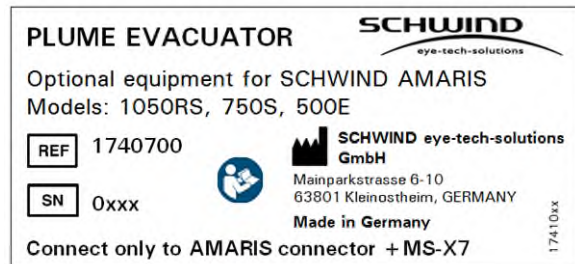 PLUME EVACUATOR
SCHWIND
eye-tech-solutions
Optional equipment for SCHWIND AMARIS
Models: 1050RS, 750S, 500E
REF 1740700
SN 0xxx
SCHWIND eye-tech-solutions
GmbH
Mainparkstrasse 6-10
63801 Kleinostheim, GERMANY
Made in Germany
Connect only to AMARIS connector + MS-X7
17410xx